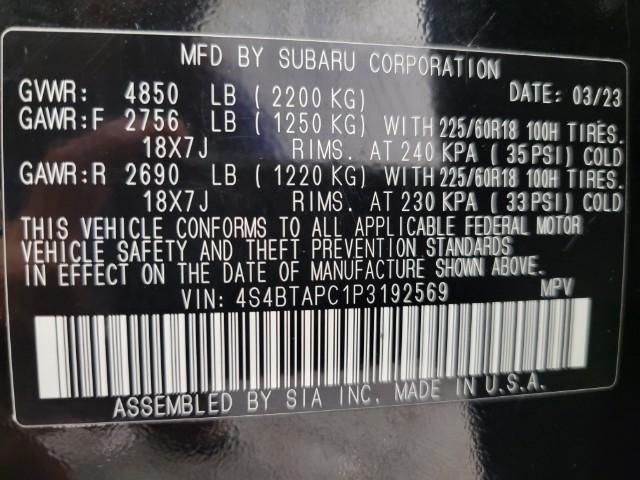 MFD BY SUBARU CORPORATION
GVWR: 4850 LB ( 2200 KG) DATE: 03/23
GAWR:F 2756 LB ( 1250 KG) WITH 225/60R18 100H TIRES.
18X7J RIMS. AT 240 KPA ( 35 PSI) COLD
GAWR:R 2690 LB ( 1220 KG) WITH 225/60R18 100H TIRES.
18X7J RIMS. AT 230 KPA ( 33 PSI) COLD
THIS VEHICLE CONFORMS TO ALL APPLICABLE FEDERAL MOTOR
VEHICLE SAFETY AND THEFT PREVENTION STANDARDS
IN EFFECT ON THE DATE OF MANUFACTURE SHOWN ABOVE.
VIN: 4S4BTAPC1P3192569 MPV
ASSEMBLED BY SIA INC. MADE IN U.S.A.